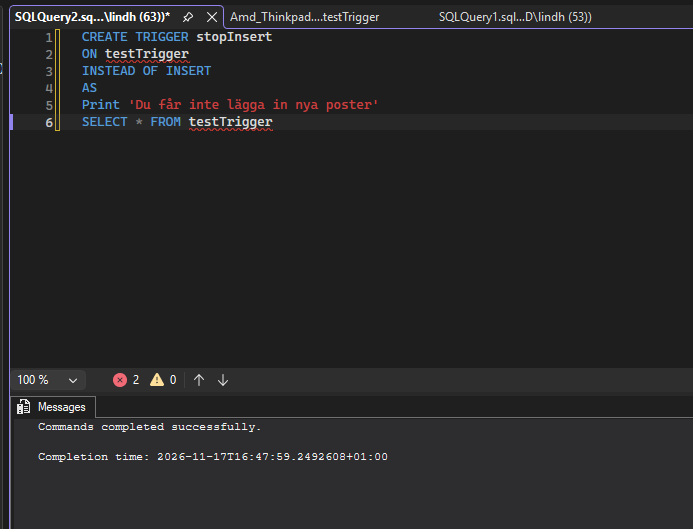 SQLQuery2.sq...\lindh (63))*
Amd_Thinkpad....testTrigger
SQLQuery1.sql...D\lindh (53))
1 CREATE TRIGGER stopInsert
2 ON testTrigger
3 INSTEAD OF INSERT
4 AS
5 Print 'Du får inte lägga in nya poster'
6 SELECT * FROM testTrigger
100 %
2
0
Messages
Commands completed successfully.
Completion time: 2026-11-17T16:47:59.2492608+01:00